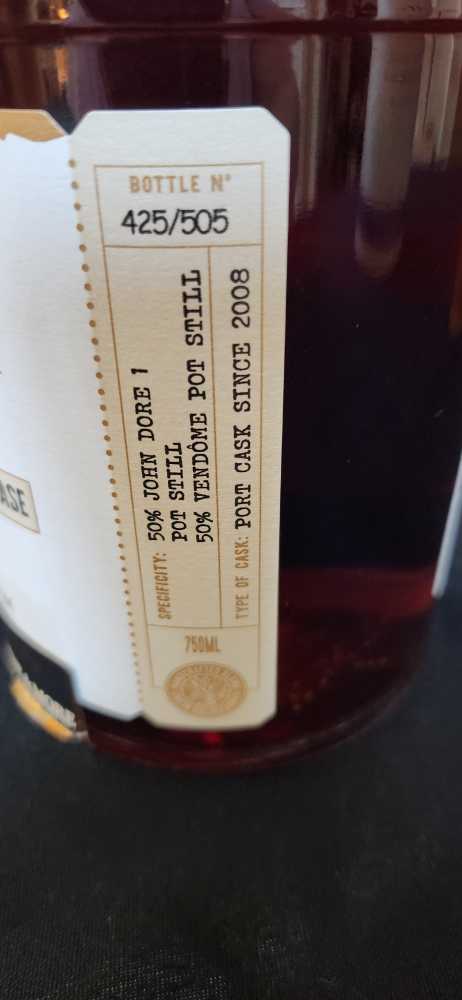 BOTTLE N°
425/505
SPECIFICITY: 50% JOHN DORE 1
POT STILL
50% VENDÔME POT STILL
TYPE OF CASK: PORT CASK SINCE 2008
750ML
ASE